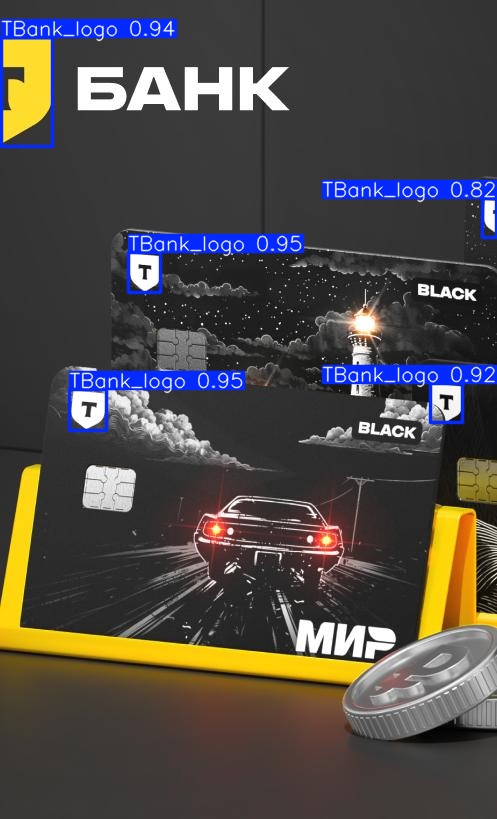 TBank_logo 0.94
T БАНК
TBank_logo 0.82
TBank_logo 0.95
T
BLACK
TBank_logo 0.95
TBank_logo 0.92
T
T
BLACK
МИР